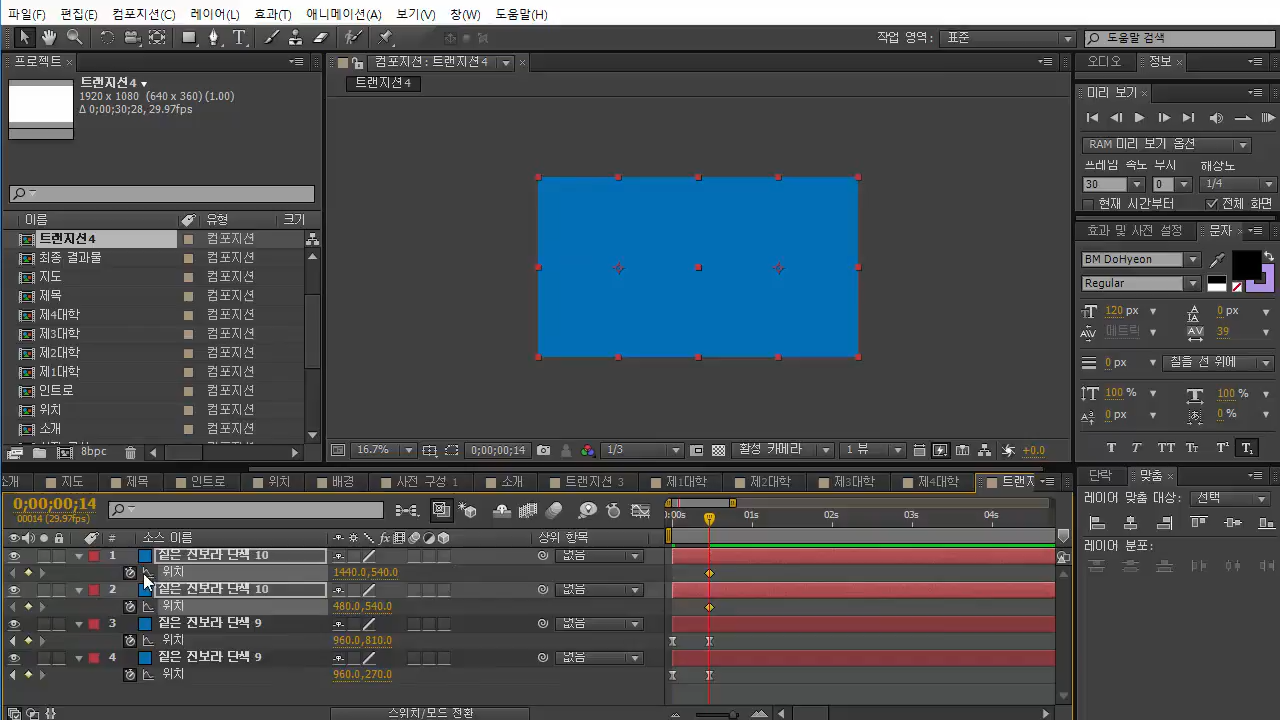 파일(F) 편집(E) 컴포지션(C) 레이어(L) 효과(T) 애니메이션(A) 보기(V) 창(W) 도움말(H)
작업 영역: 표준 도움말 검색
프로젝트
컴포지션: 트랜지션4
오디오 정보
트랜지션4
1920 x 1080 (640 x 360) (1.00)
Δ 0;00;30;28, 29.97fps
트랜지션4
미리 보기
RAM 미리 보기 옵션
프레임 속도 건너뛰기 해상도
30 0 1/4
현재 시간부터 전체 화면
이름 유형 크기
트랜지션4 컴포지션
최종 결과물 컴포지션
지도 컴포지션
제목 컴포지션
제4대학 컴포지션
제3대학 컴포지션
제2대학 컴포지션
제1대학 컴포지션
인트로 컴포지션
위치 컴포지션
소개 컴포지션
8bpc
효과 및 사전 설정 문자
BM DoHyeon
Regular
120 px 0 px
메트릭 39
0 px 칠을 선 위에
100 % 100 %
0 px 0 %
T T TT Tt T¹ T₁
16.7% 0;00;00;14 1/3 활성 카메라 1 뷰 +0.0
소개 지도 제목 인트로 위치 배경 사전 구성 1 소개 트랜지션 3 제1대학 제2대학 제3대학 제4대학 트랜지
단락 맞춤
레이어 맞춤 대상: 선택
레이어 분포:
0;00;00;14
00014 (29.97fps)
0:00s 01s 02s 03s 04s
# 소스 이름 상위 항목
1 짙은 진보라 단색 10 없음
위치 1440.0,540.0
2 짙은 진보라 단색 10 없음
위치 480.0,540.0
3 짙은 진보라 단색 9 없음
위치 960.0,810.0
4 짙은 진보라 단색 9 없음
위치 960.0,270.0
스위치/모드 전환